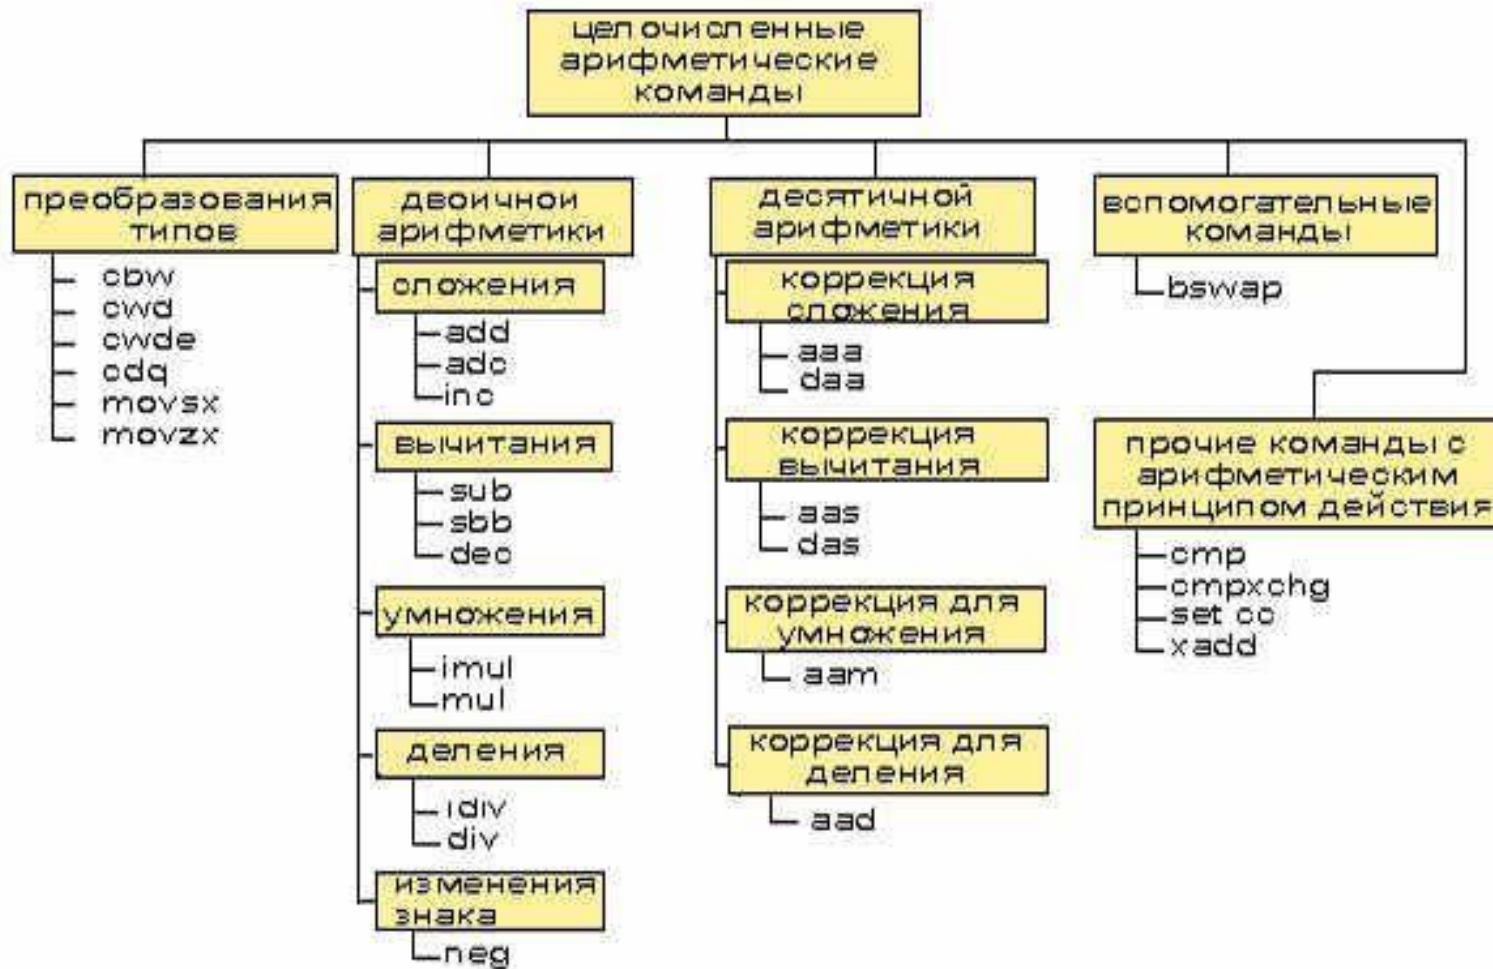 целочисленные
арифметические
команды
преобразования
типов
cbw
cwd
cwde
cdq
movsx
movzx
двоичной
арифметики
сложения
add
adc
inc
вычитания
sub
sbb
dec
умножения
imul
mul
деления
idiv
div
изменения
знака
neg
десятичной
арифметики
коррекция
сложения
aaa
daa
коррекция
вычитания
aas
das
коррекция для
умножения
aam
коррекция для
деления
aad
вспомогательные
команды
bswap
прочие команды с
арифметическим
принципом действия
cmp
cmpxchg
set cc
xadd